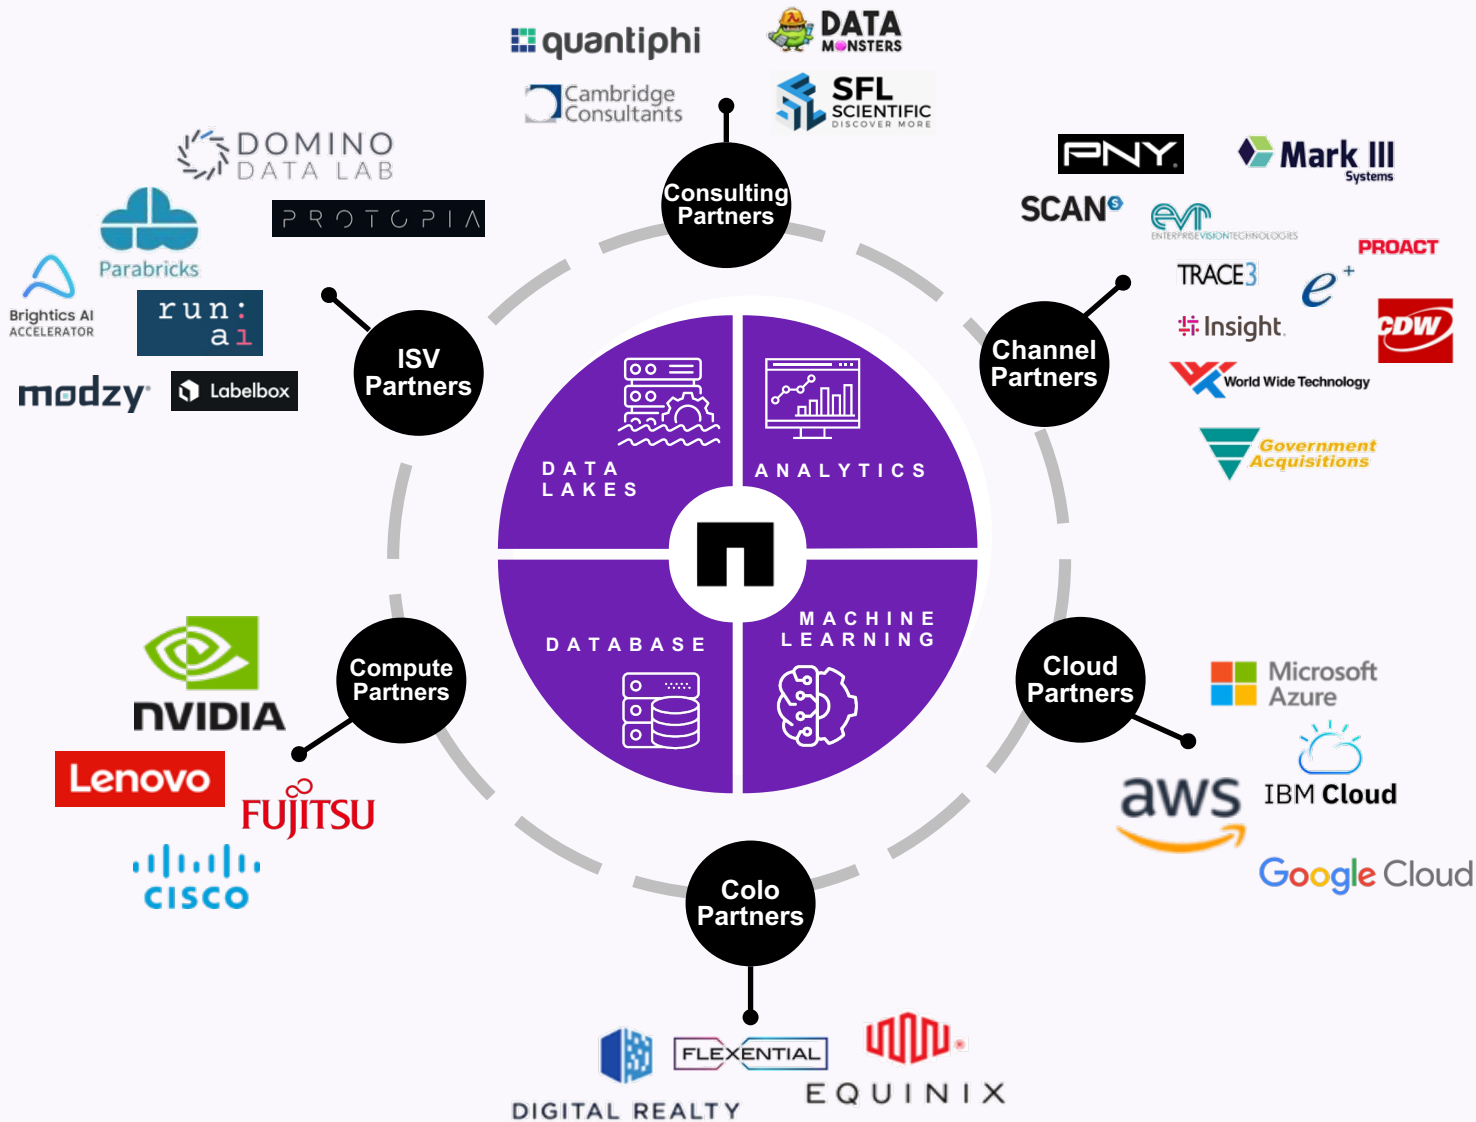 quantiphi
DATA
MONSTERS
Cambridge
Consultants
SFL
SCIENTIFIC
DISCOVER MORE
Consulting
Partners
DOMINO
DATA LAB
PROTOPIA
Parabricks
Brightics AI
ACCELERATOR
run:
ai
modzy
Labelbox
ISV
Partners
PNY
Mark III
Systems
SCAN S
evt
ENTERPRISEVISIONTECHNOLOGIES
PROACT
TRACE3
e+
Insight
CDW
World Wide Technology
Government
Acquisitions
Channel
Partners
DATA
LAKES
ANALYTICS
DATABASE
MACHINE
LEARNING
Compute
Partners
NVIDIA
Lenovo
FUJITSU
CISCO
Cloud
Partners
Microsoft
Azure
IBM Cloud
aws
Google Cloud
Colo
Partners
DIGITAL REALTY
FLEXENTIAL
EQUINIX